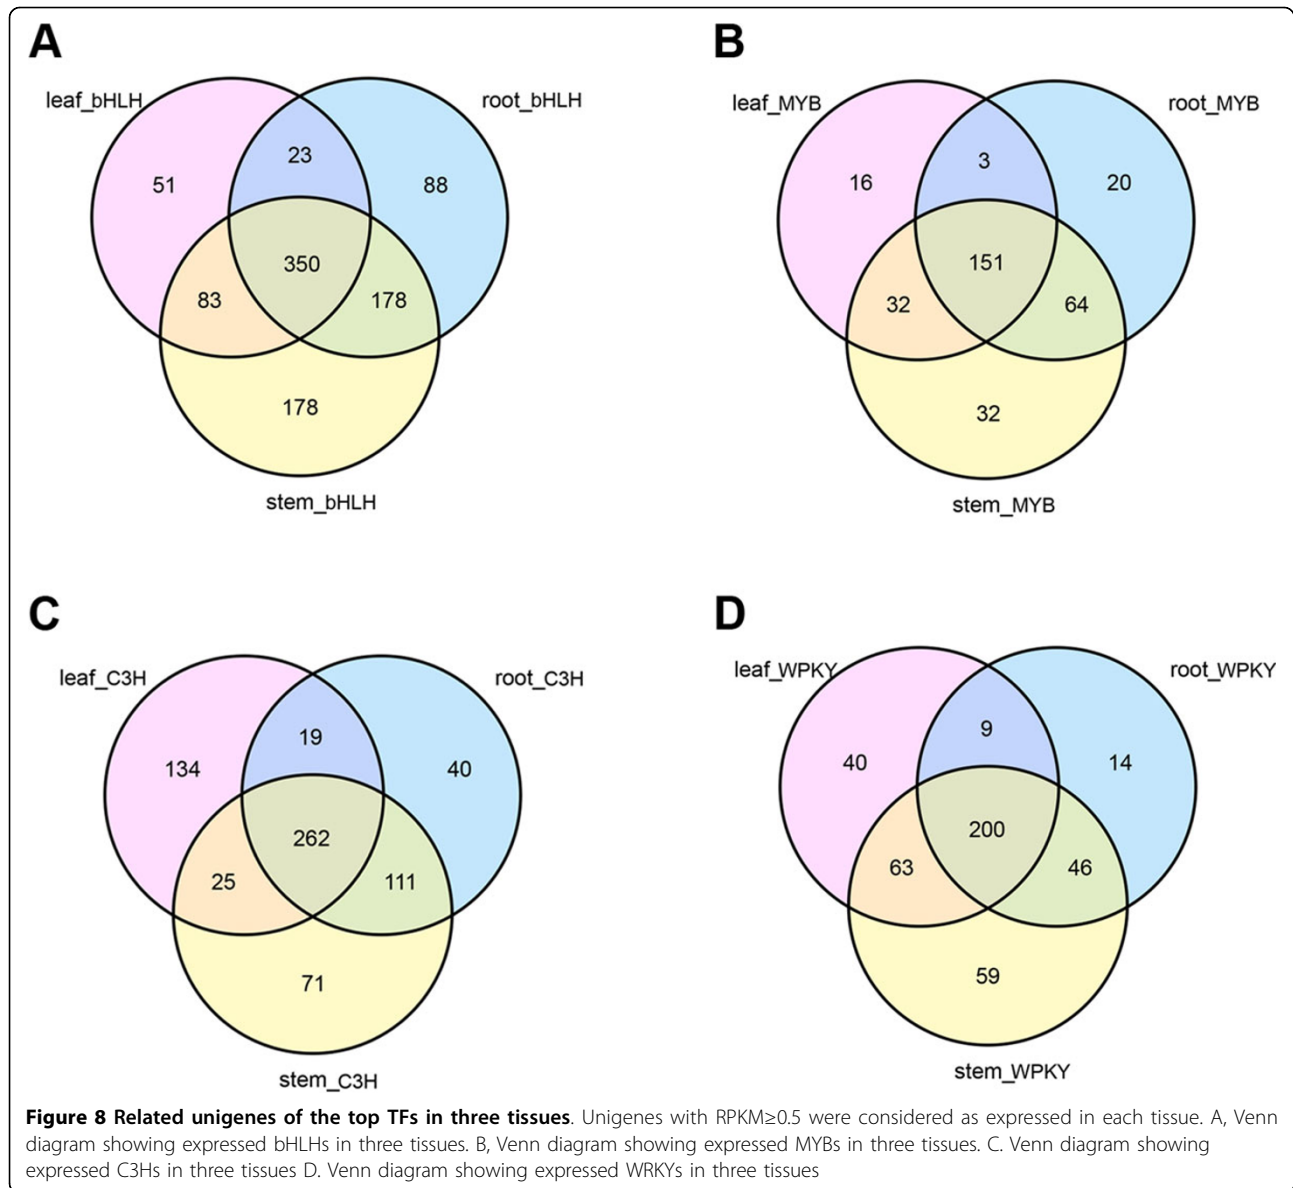 A
leaf_bHLH
root_bHLH
23
51
88
350
83
178
178
stem_bHLH
B
leaf_MYB
root_MYB
3
16
20
151
32
64
32
stem_MYB
C
leaf_C3H
root_C3H
19
134
40
262
25
111
71
stem_C3H
D
leaf_WPKY
root_WPKY
9
40
14
200
63
46
59
stem_WPKY
Figure 8 Related unigenes of the top TFs in three tissues. Unigenes with RPKM≥0.5 were considered as expressed in each tissue. A, Venn
diagram showing expressed bHLHs in three tissues. B, Venn diagram showing expressed MYBs in three tissues. C. Venn diagram showing
expressed C3Hs in three tissues D. Venn diagram showing expressed WRKYs in three tissues